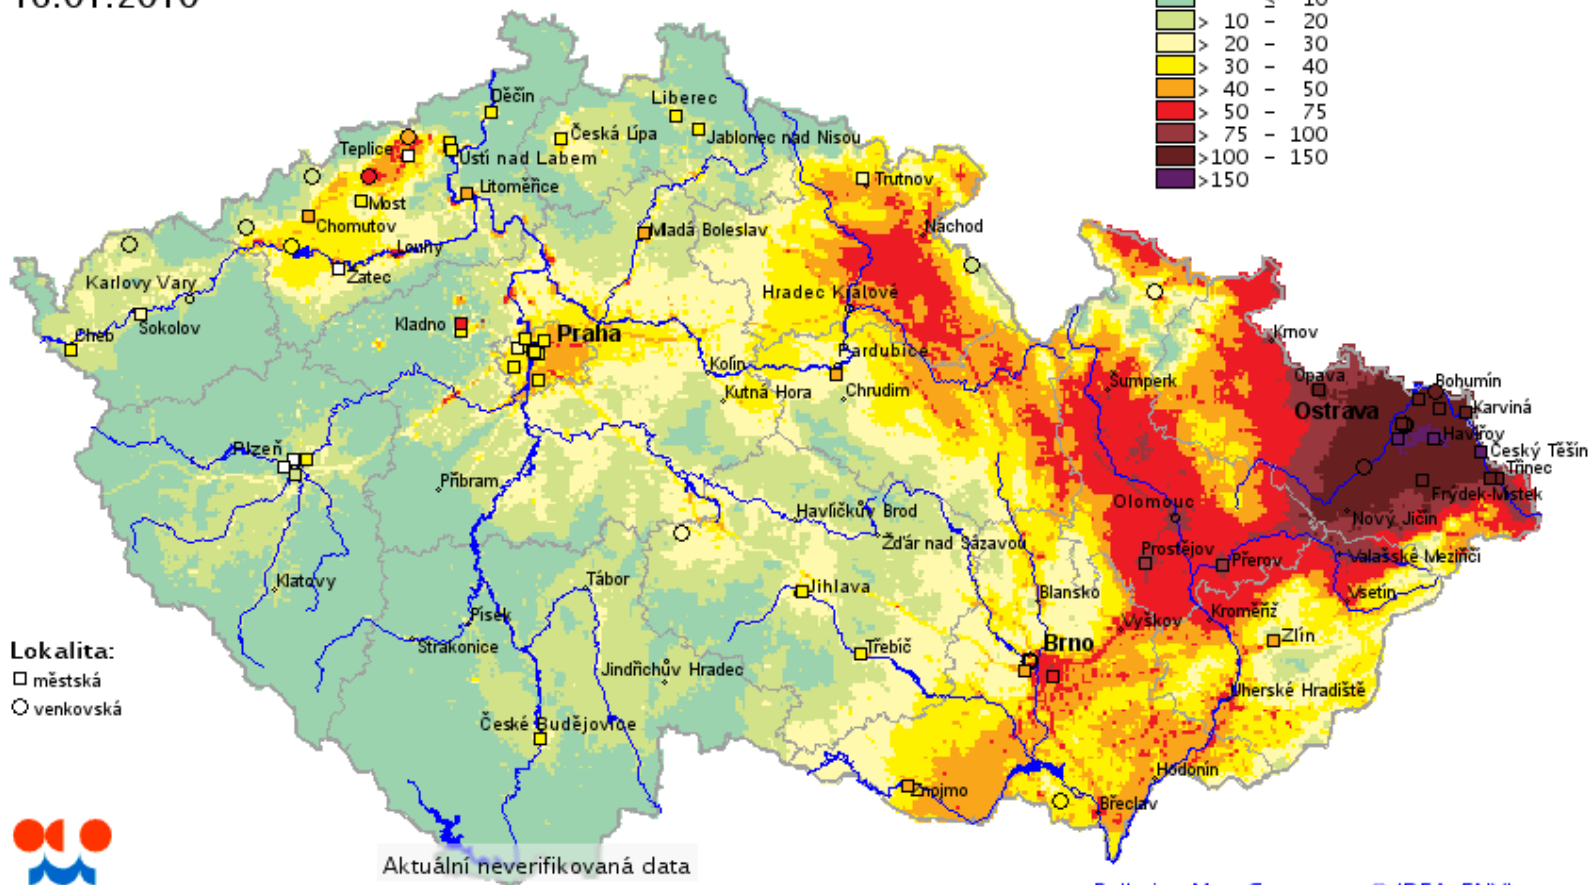 16.01.2010
≤ 10
> 10 – 20
> 20 – 30
> 30 – 40
> 40 – 50
> 50 – 75
> 75 – 100
>100 – 150
>150
Děčín
Liberec
Česká Lípa
Jablonec nad Nisou
Teplice
Ústí nad Labem
Litoměřice
Trutnov
Most
Chomutov
Mladá Boleslav
Náchod
Louny
Žatec
Karlovy Vary
Hradec Králové
Sokolov
Kladno
Praha
Krnov
Cheb
Pardubice
Kolín
Šumperk
Opava
Bohumín
Kutná Hora
Chrudim
Ostrava
Karviná
Havířov
Plzeň
Český Těšín
Třinec
Příbram
Frýdek-Místek
Olomouc
Havlíčkův Brod
Nový Jičín
Žďár nad Sázavou
Prostějov
Přerov
Valašské Meziříčí
Klatovy
Tábor
Jihlava
Blansko
Vsetín
Písek
Kroměříž
Vyškov
Strakonice
Třebíč
Brno
Zlín
Lokalita:
městská
venkovská
Jindřichův Hradec
Uherské Hradiště
České Budějovice
Hodonín
Znojmo
Břeclav
Aktuální neverifikovaná data